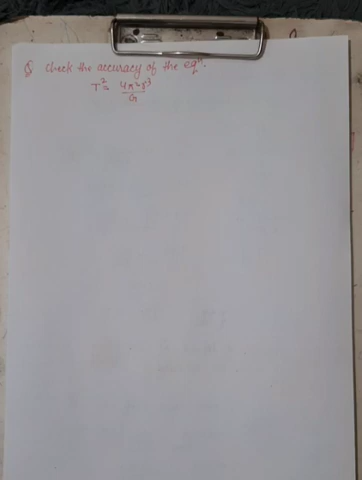 Q check the accuracy of the eqⁿ.
T² = 4π²r³/G